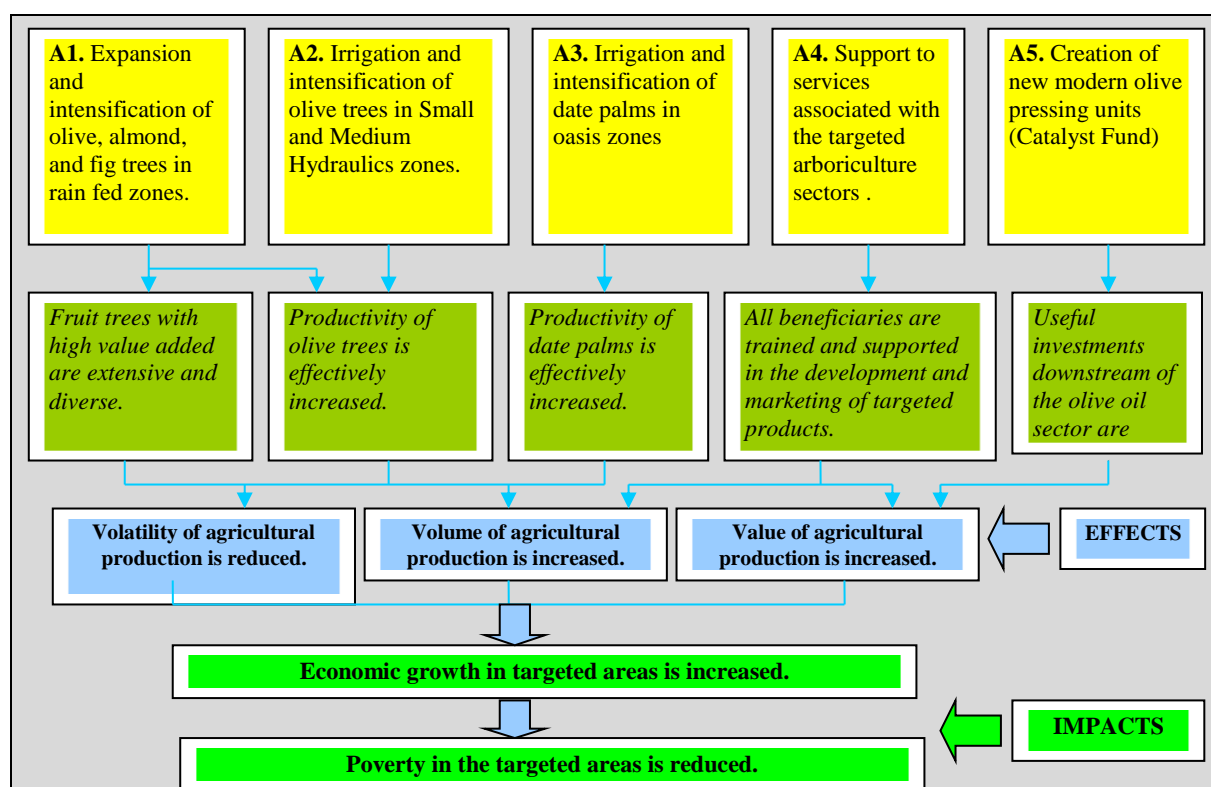 A1. Expansion
and
intensification of
olive, almond,
and fig trees in
rain fed zones.
A2. Irrigation and
intensification of
olive trees in Small
and Medium
Hydraulics zones.
A3. Irrigation and
intensification of
date palms in
oasis zones
A4. Support to
services
associated with
the targeted
arboriculture
sectors .
A5. Creation of
new modern olive
pressing units
(Catalyst Fund)
Fruit trees with
high value added
are extensive and
diverse.
Productivity of
olive trees is
effectively
increased.
Productivity of
date palms is
effectively
increased.
All beneficiaries are
trained and supported
in the development and
marketing of targeted
products.
Useful
investments
downstream of
the olive oil
sector are
Volatility of agricultural
production is reduced.
Volume of agricultural
production is increased.
Value of agricultural
production is increased.
EFFECTS
Economic growth in targeted areas is increased.
IMPACTS
Poverty in the targeted areas is reduced.